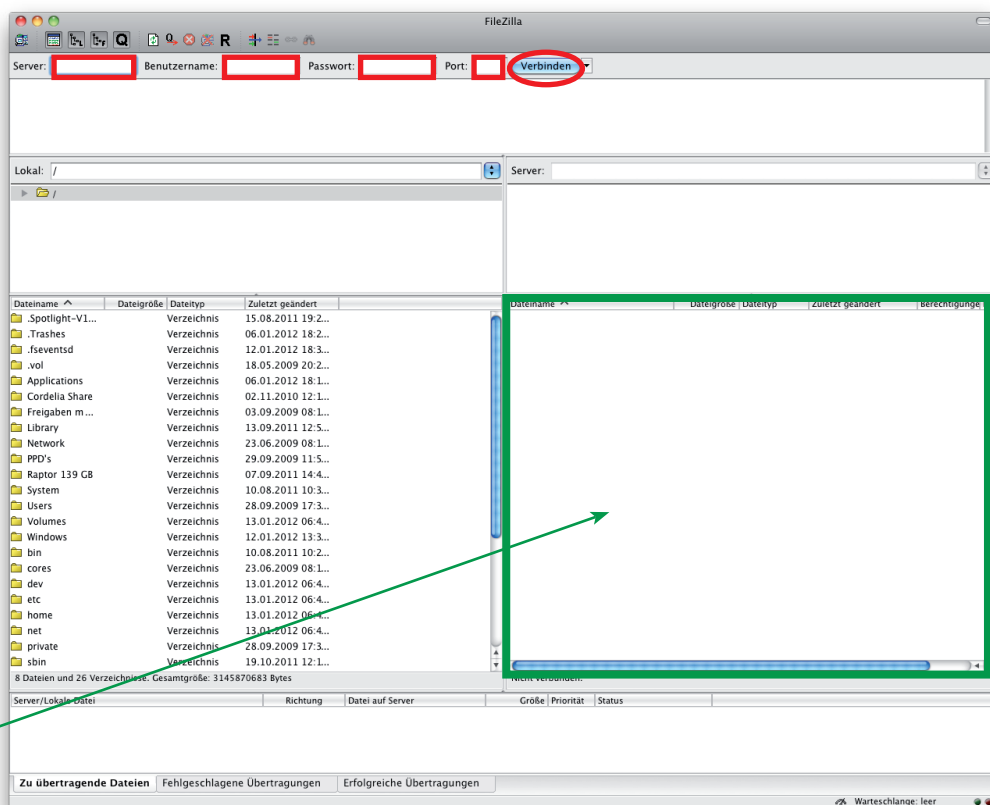 FileZilla
Q Q R
Server: Benutzername: Passwort: Port: Verbinden
Lokal: / Server:
/
Dateiname Dateigröße Dateityp Zuletzt geändert
.Spotlight-V1... Verzeichnis 15.08.2011 19:2...
.Trashes Verzeichnis 06.01.2012 18:2...
.fseventsd Verzeichnis 12.01.2012 18:3...
.vol Verzeichnis 18.05.2009 20:2...
Applications Verzeichnis 06.01.2012 18:1...
Cordelia Share Verzeichnis 02.11.2010 12:1...
Freigaben m... Verzeichnis 03.09.2009 08:1...
Library Verzeichnis 13.09.2011 12:5...
Network Verzeichnis 23.06.2009 08:1...
PPD's Verzeichnis 29.09.2009 11:5...
Raptor 139 GB Verzeichnis 07.09.2011 14:4...
System Verzeichnis 10.08.2011 10:3...
Users Verzeichnis 28.09.2009 17:3...
Volumes Verzeichnis 13.01.2012 06:4...
Windows Verzeichnis 12.01.2012 13:3...
bin Verzeichnis 10.08.2011 10:2...
cores Verzeichnis 23.06.2009 08:1...
dev Verzeichnis 13.01.2012 06:4...
etc Verzeichnis 13.01.2012 06:4...
home Verzeichnis 13.01.2012 06:4...
net Verzeichnis 13.01.2012 06:4...
private Verzeichnis 28.09.2009 17:3...
sbin Verzeichnis 19.10.2011 12:1...
8 Dateien und 26 Verzeichnisse. Gesamtgröße: 3145870683 Bytes
Dateiname Dateigröße Dateityp Zuletzt geändert Berechtigunge
Nicht verbunden.
Server/Lokale Datei Richtung Datei auf Server Größe Priorität Status
Zu übertragende Dateien Fehlgeschlagene Übertragungen Erfolgreiche Übertragungen
Warteschlange: leer